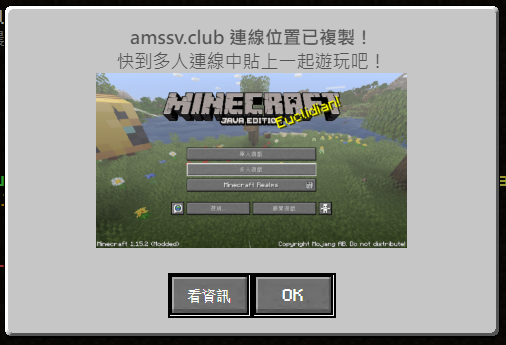 amssv.club 連線位置已複製！
快到多人連線中貼上一起遊玩吧！
MINECRAFT
JAVA EDITION
Euclidian!
單人遊戲
多人遊戲
Minecraft Realms
選項...
離開遊戲
Minecraft 1.15.2 (Modded)
Copyright Mojang AB. Do not distribute!
看資訊
OK